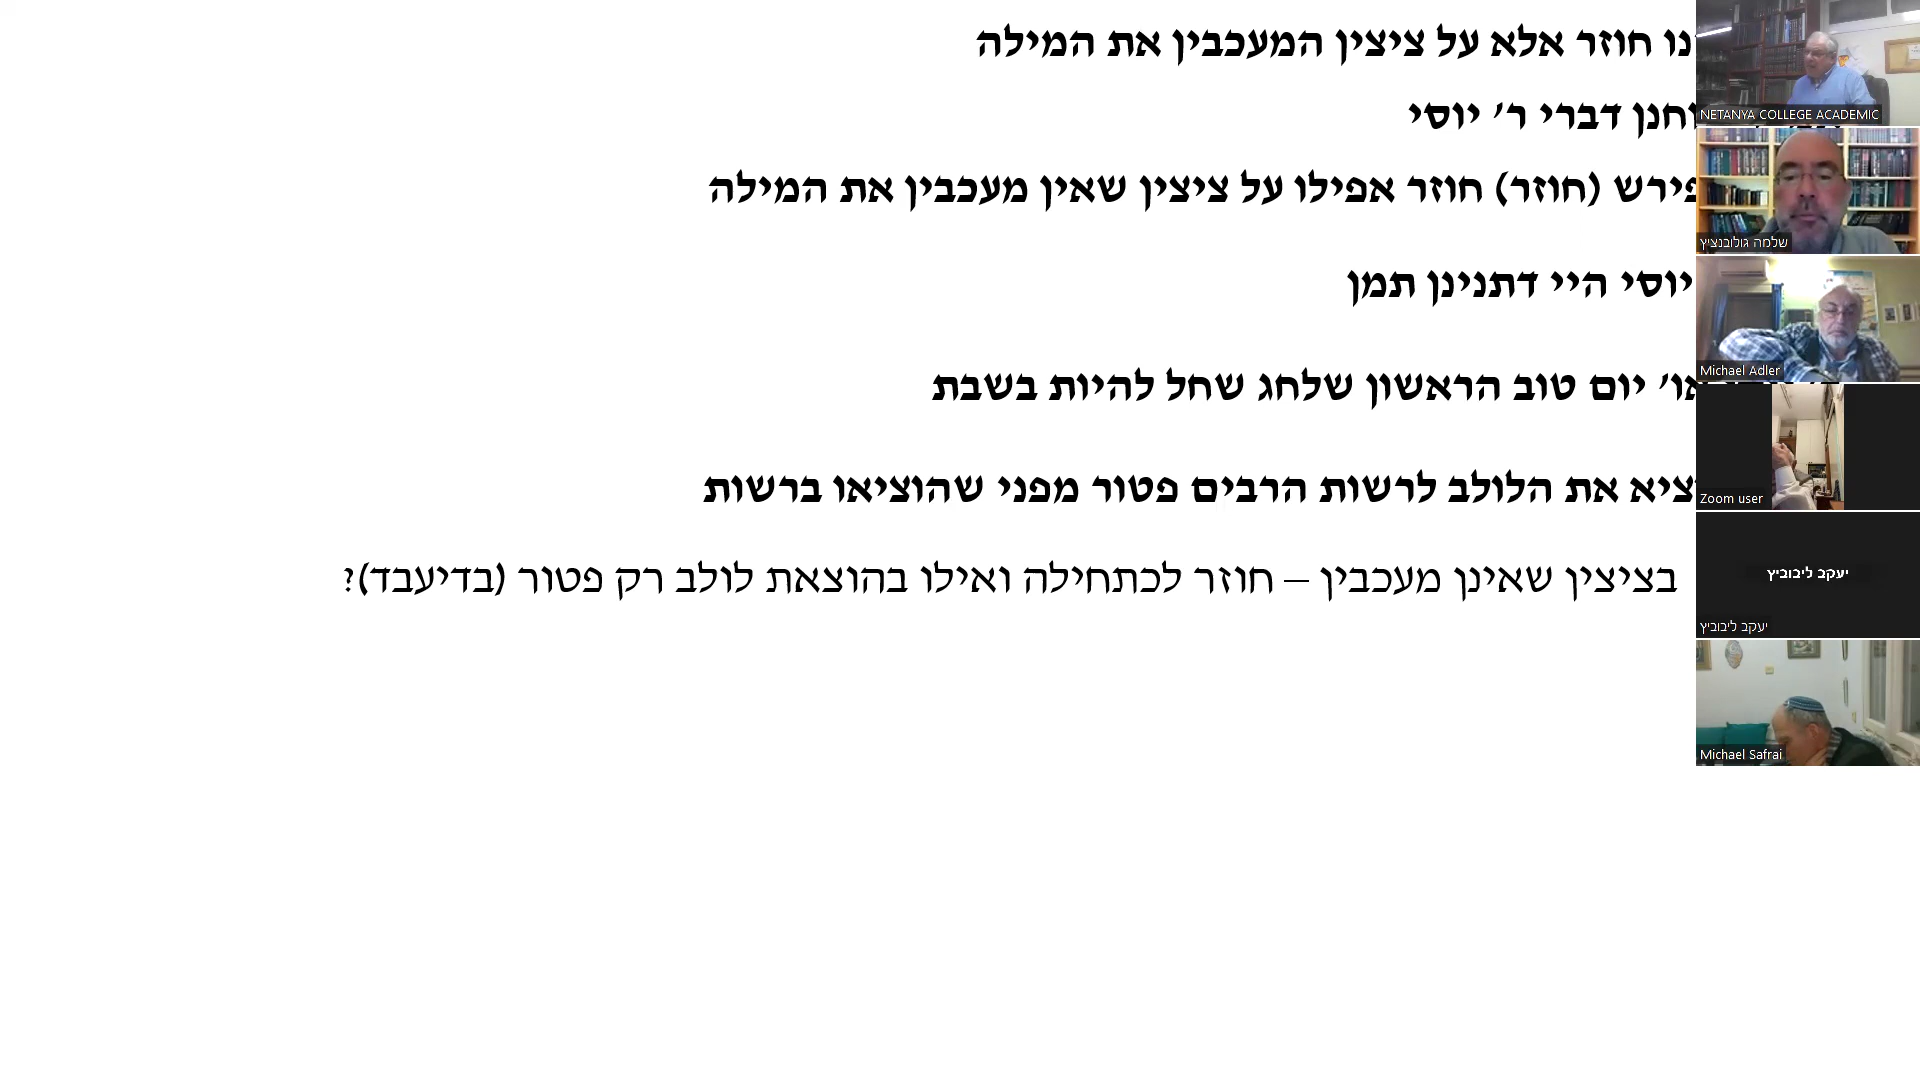 נו חוזר אלא על ציצין המעכבין את המילה
וחנן דברי ר׳ יוסי
פירש (חוזר) חוזר אפילו על ציצין שאין מעכבין את המילה
יוסי היי דתנינן תמן
או׳ יום טוב הראשון שלחג שחל להיות בשבת
ציא את הלולב לרשות הרבים פטור מפני שהוציאו ברשות
בציצין שאינן מעכבין – חוזר לכתחילה ואילו בהוצאת לולב רק פטור (בדיעבד)?
NETANYA COLLEGE ACADEMIC
שלמה גולובנציץ
Michael Adler
Zoom user
יעקב ליבוביץ
יעקב ליבוביץ
Michael Safrai